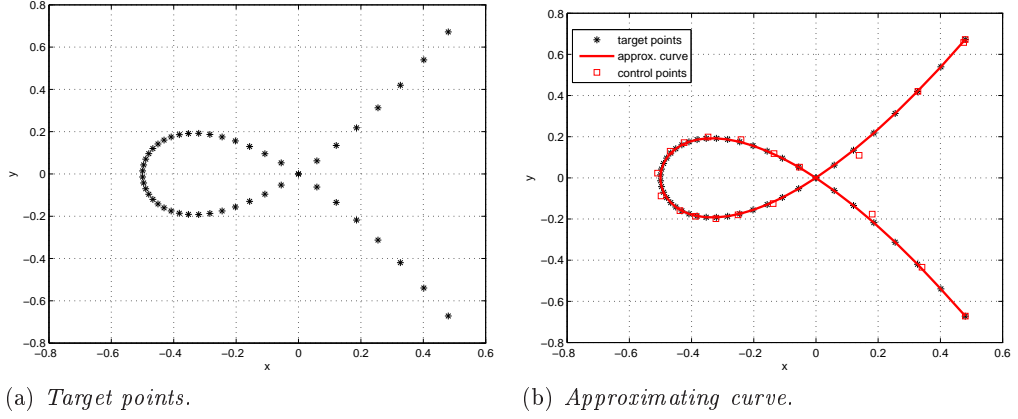 0.8
0.6
0.4
0.2
0
−0.2
−0.4
−0.6
−0.8
y
−0.8 −0.6 −0.4 −0.2 0 0.2 0.4 0.6
x
(a) Target points.
0.8
0.6
0.4
0.2
0
−0.2
−0.4
−0.6
−0.8
y
target points
approx. curve
control points
−0.8 −0.6 −0.4 −0.2 0 0.2 0.4 0.6
x
(b) Approximating curve.